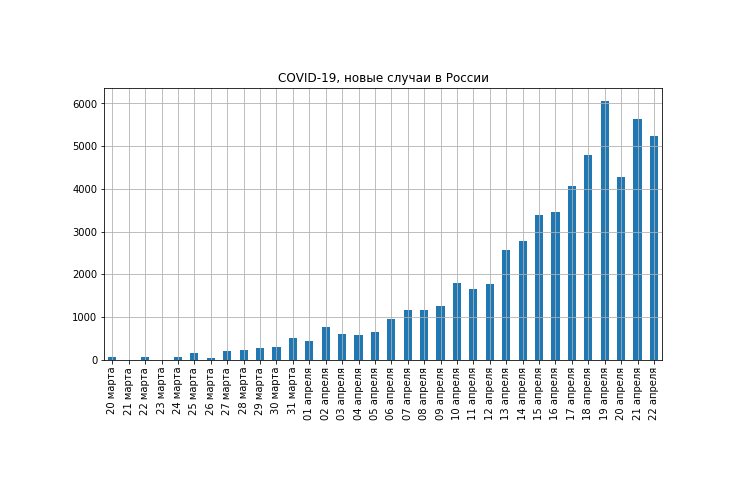 COVID-19, новые случаи в России
6000
5000
4000
3000
2000
1000
0
20 марта
21 марта
22 марта
23 марта
24 марта
25 марта
26 марта
27 марта
28 марта
29 марта
30 марта
31 марта
01 апреля
02 апреля
03 апреля
04 апреля
05 апреля
06 апреля
07 апреля
08 апреля
09 апреля
10 апреля
11 апреля
12 апреля
13 апреля
14 апреля
15 апреля
16 апреля
17 апреля
18 апреля
19 апреля
20 апреля
21 апреля
22 апреля